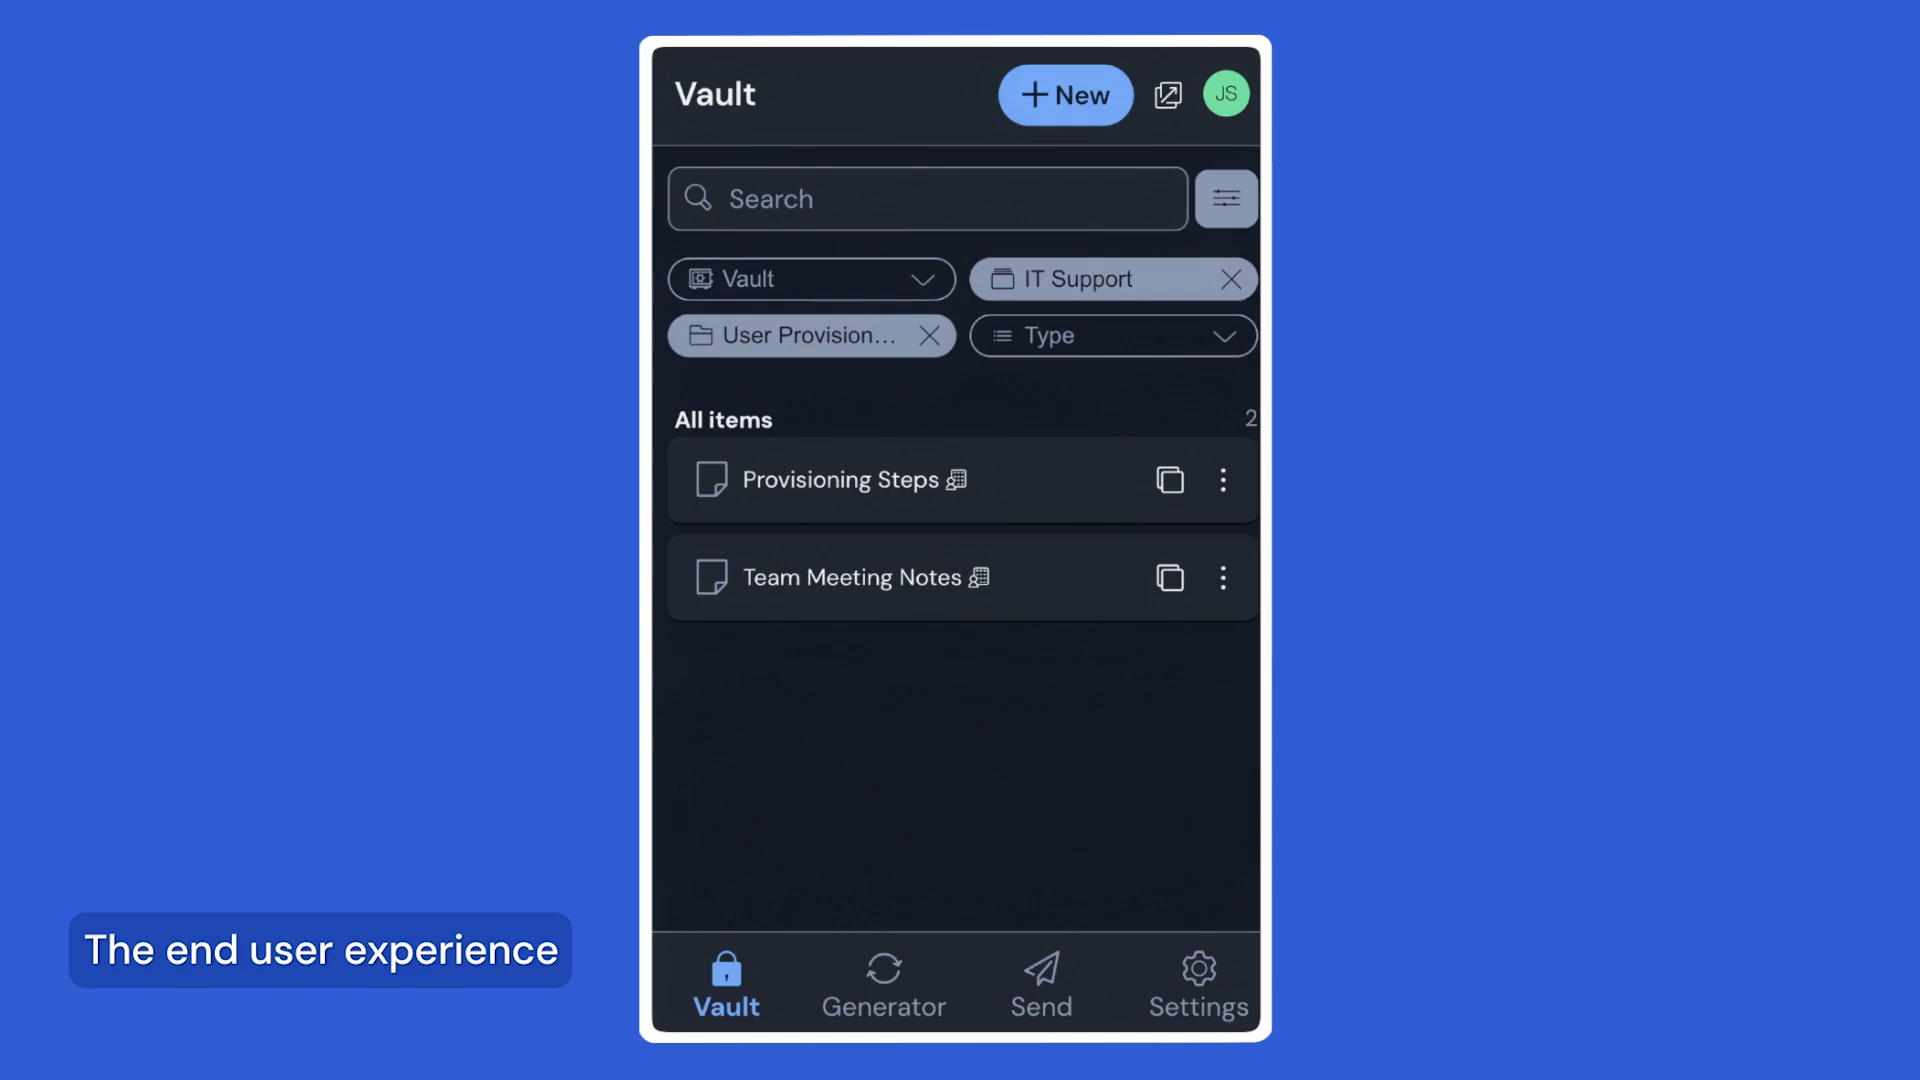 Vault
New
JS
Search
Vault
IT Support
User Provision...
Type
All items
2
Provisioning Steps
Team Meeting Notes
The end user experience
Vault
Generator
Send
Settings